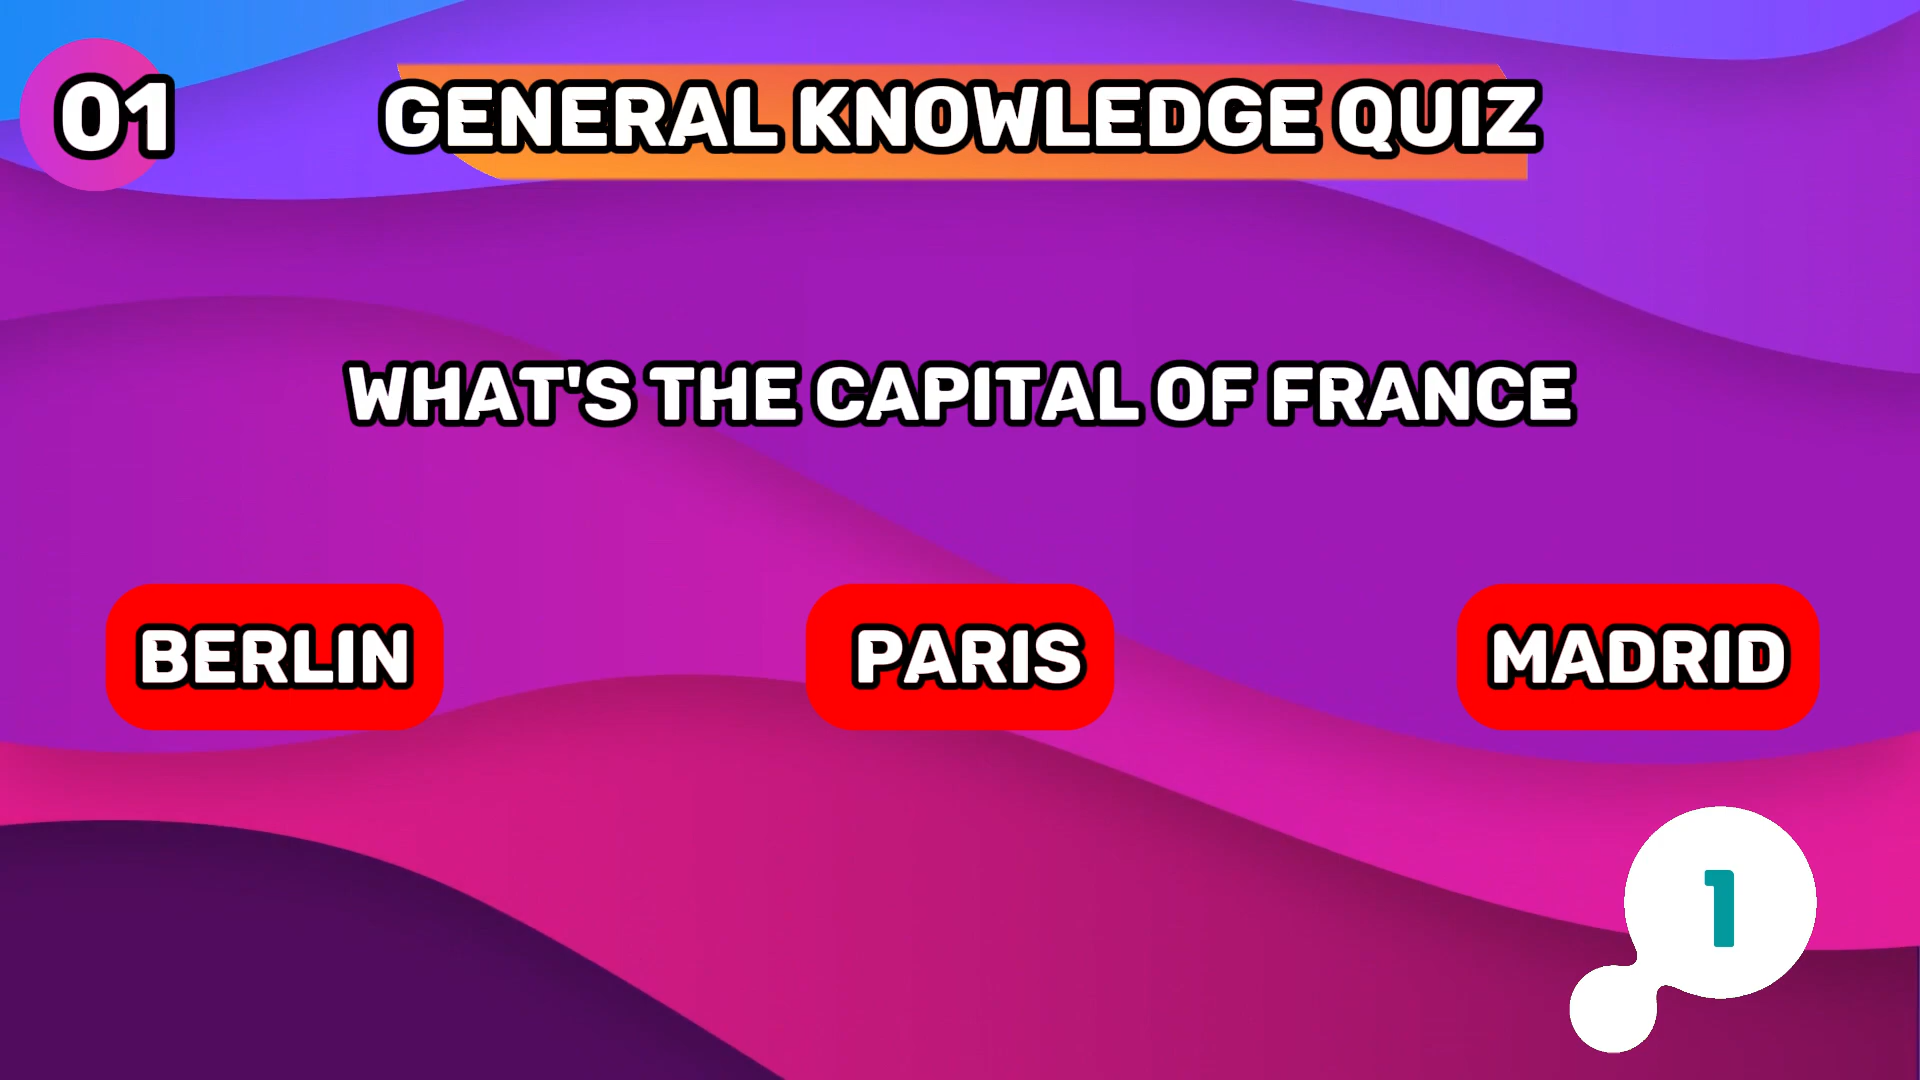 01
GENERAL KNOWLEDGE QUIZ
WHAT'S THE CAPITAL OF FRANCE
BERLIN
PARIS
MADRID
1